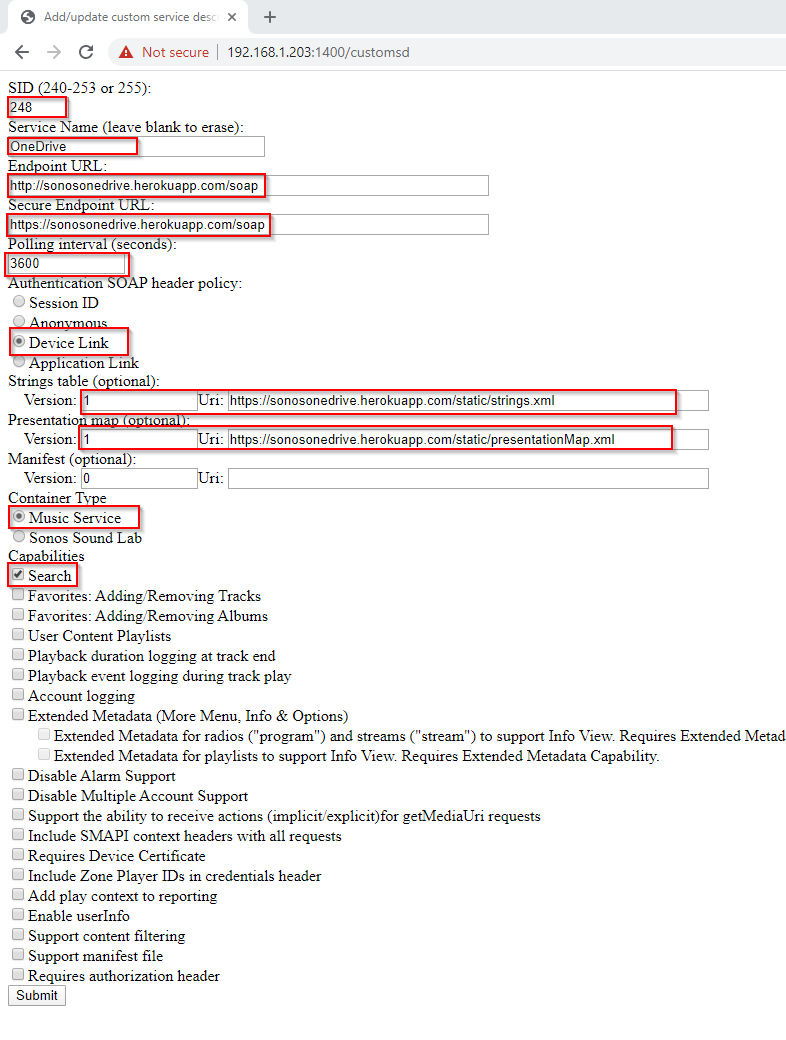 Add/update custom service desc
Not secure | 192.168.1.203:1400/customsd
SID (240-253 or 255):
248
Service Name (leave blank to erase):
OneDrive
Endpoint URL:
http://sonosonedrive.herokuapp.com/soap
Secure Endpoint URL:
https://sonosonedrive.herokuapp.com/soap
Polling interval (seconds):
3600
Authentication SOAP header policy:
Session ID
Anonymous
Device Link
Application Link
Strings table (optional):
Version: 1 Uri: https://sonosonedrive.herokuapp.com/static/strings.xml
Presentation map (optional):
Version: 1 Uri: https://sonosonedrive.herokuapp.com/static/presentationMap.xml
Manifest (optional):
Version: 0 Uri:
Container Type
Music Service
Sonos Sound Lab
Capabilities
Search
Favorites: Adding/Removing Tracks
Favorites: Adding/Removing Albums
User Content Playlists
Playback duration logging at track end
Playback event logging during track play
Account logging
Extended Metadata (More Menu, Info & Options)
Extended Metadata for radios ("program") and streams ("stream") to support Info View. Requires Extended Metad
Extended Metadata for playlists to support Info View. Requires Extended Metadata Capability.
Disable Alarm Support
Disable Multiple Account Support
Support the ability to receive actions (implicit/explicit)for getMediaUri requests
Include SMAPI context headers with all requests
Requires Device Certificate
Include Zone Player IDs in credentials header
Add play context to reporting
Enable userInfo
Support content filtering
Support manifest file
Requires authorization header
Submit